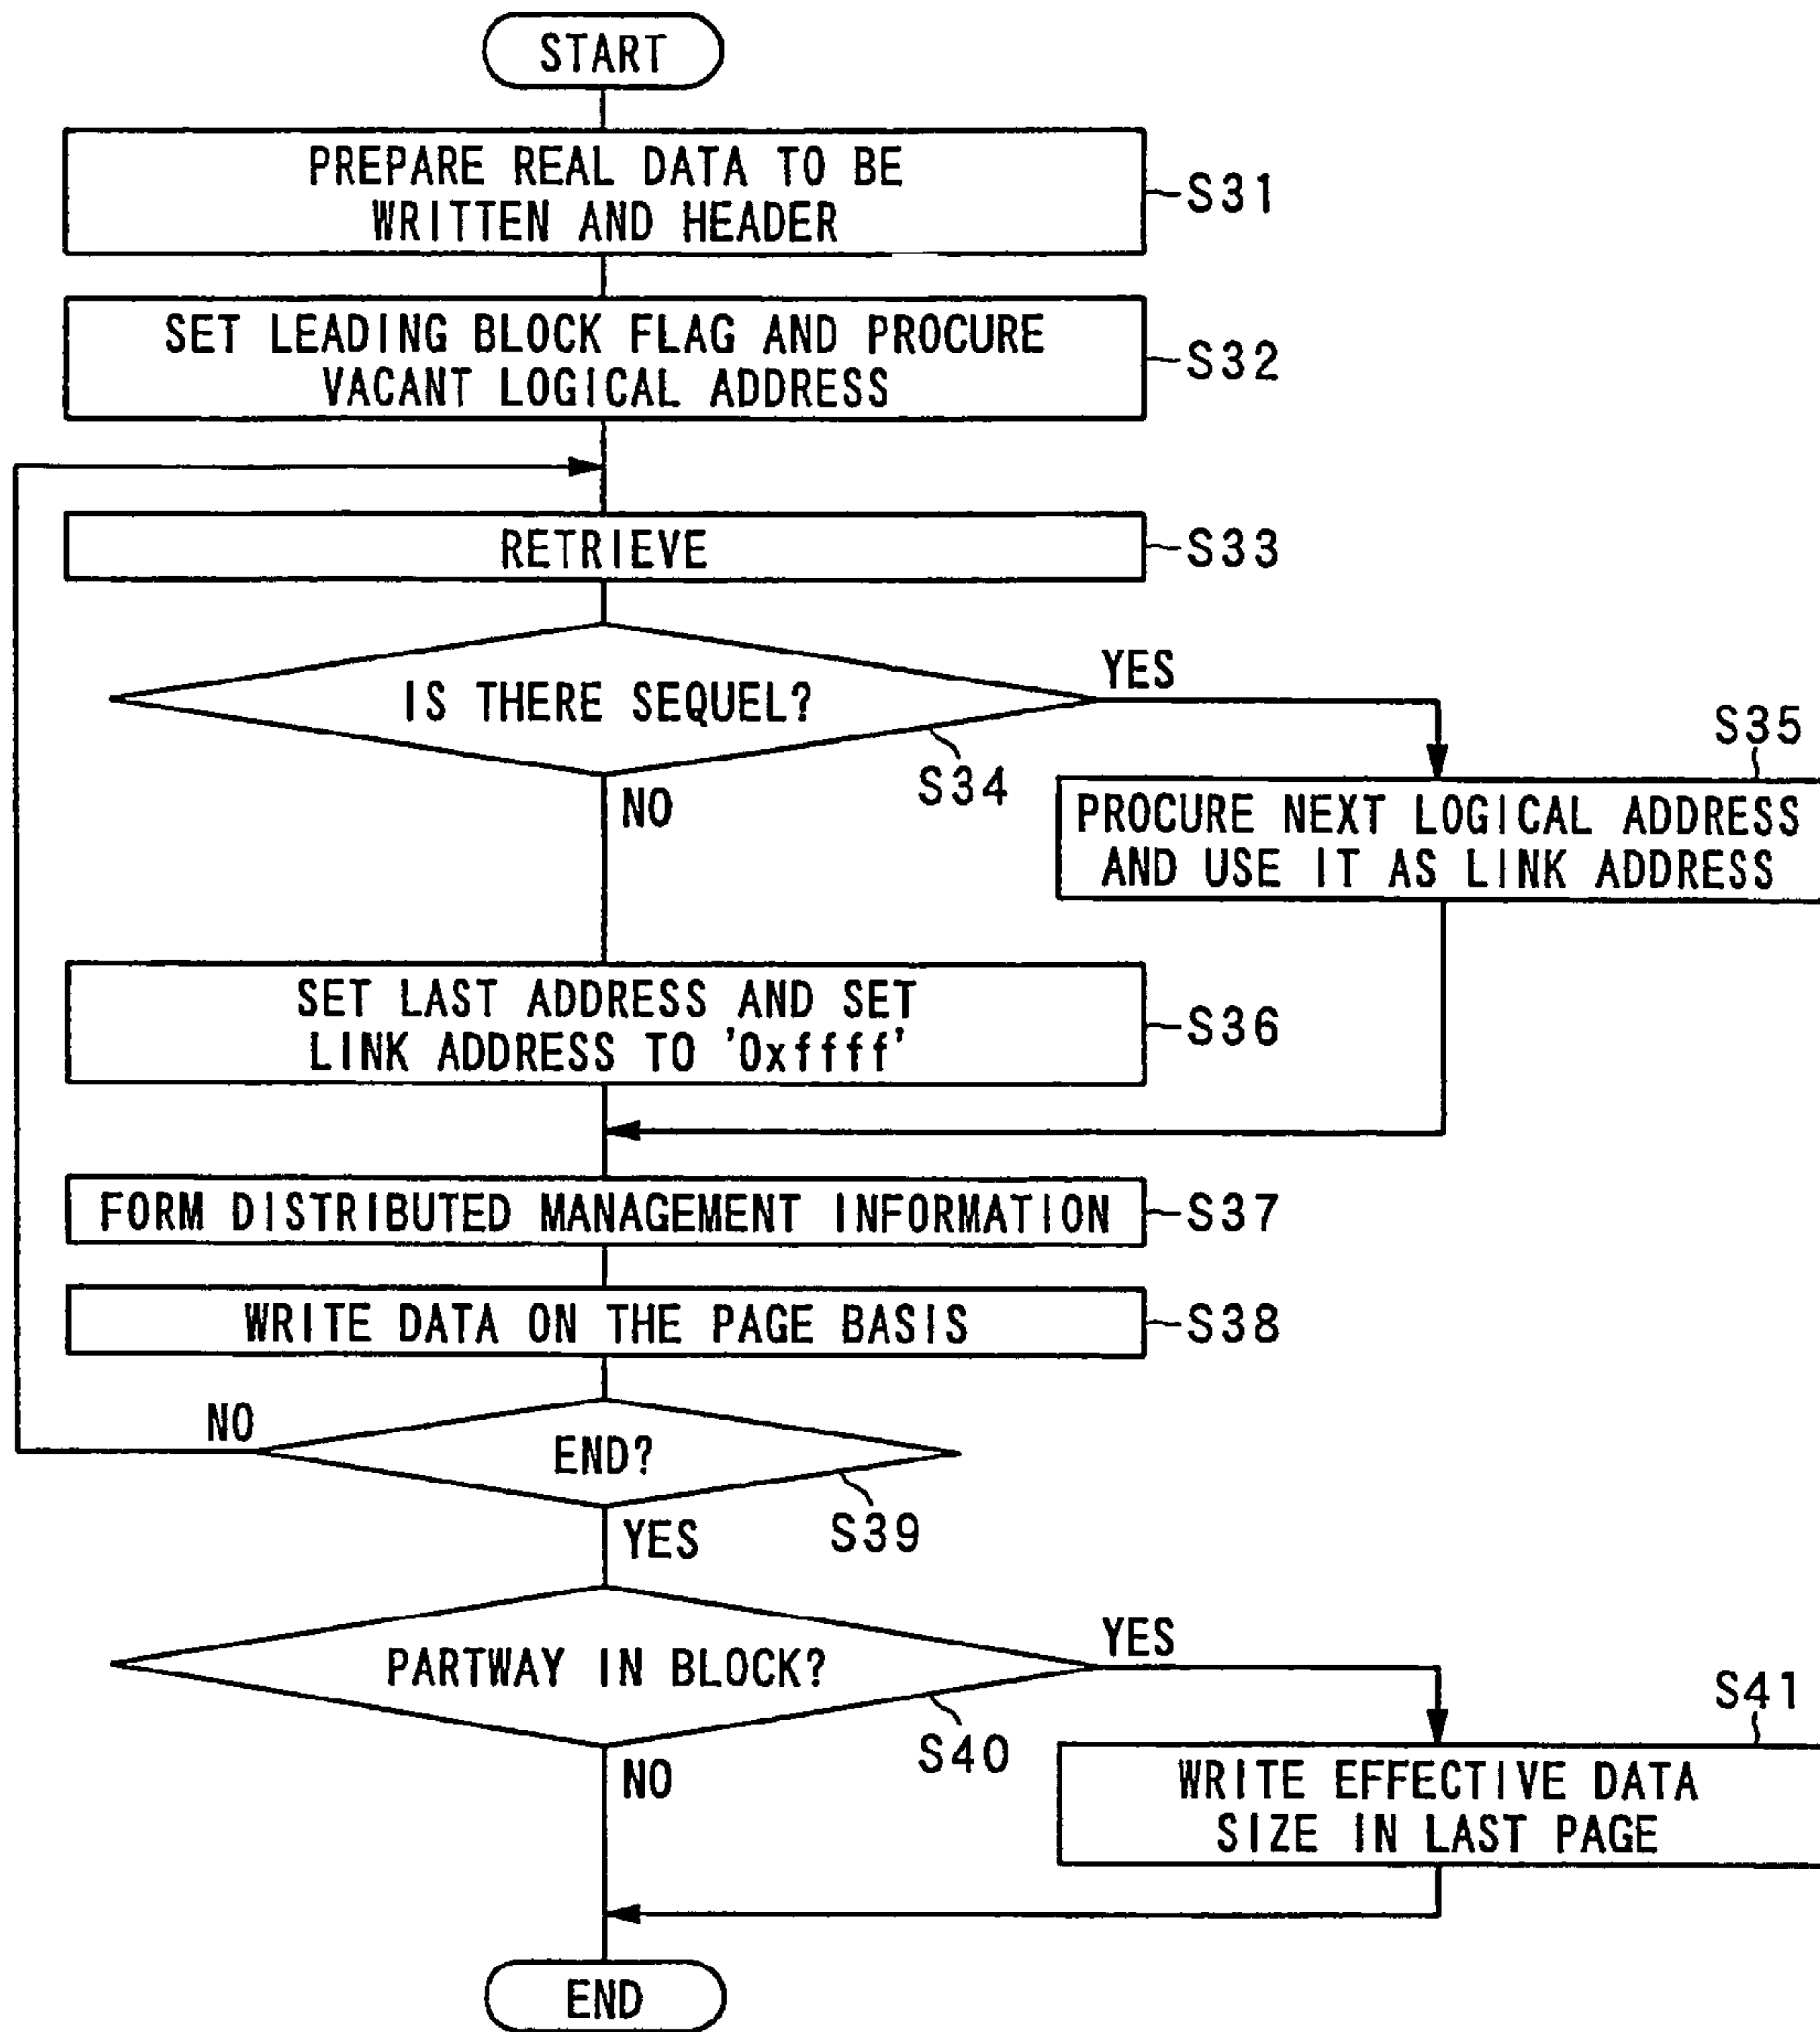 START
PREPARE REAL DATA TO BE
WRITTEN AND HEADER
S31
SET LEADING BLOCK FLAG AND PROCURE
VACANT LOGICAL ADDRESS
S32
RETRIEVE
S33
IS THERE SEQUEL?
YES
S34
NO
S35
PROCURE NEXT LOGICAL ADDRESS
AND USE IT AS LINK ADDRESS
SET LAST ADDRESS AND SET
LINK ADDRESS TO '0xffff'
S36
FORM DISTRIBUTED MANAGEMENT INFORMATION
S37
WRITE DATA ON THE PAGE BASIS
S38
NO
END?
S39
YES
PARTWAY IN BLOCK?
YES
S40
NO
S41
WRITE EFFECTIVE DATA
SIZE IN LAST PAGE
END